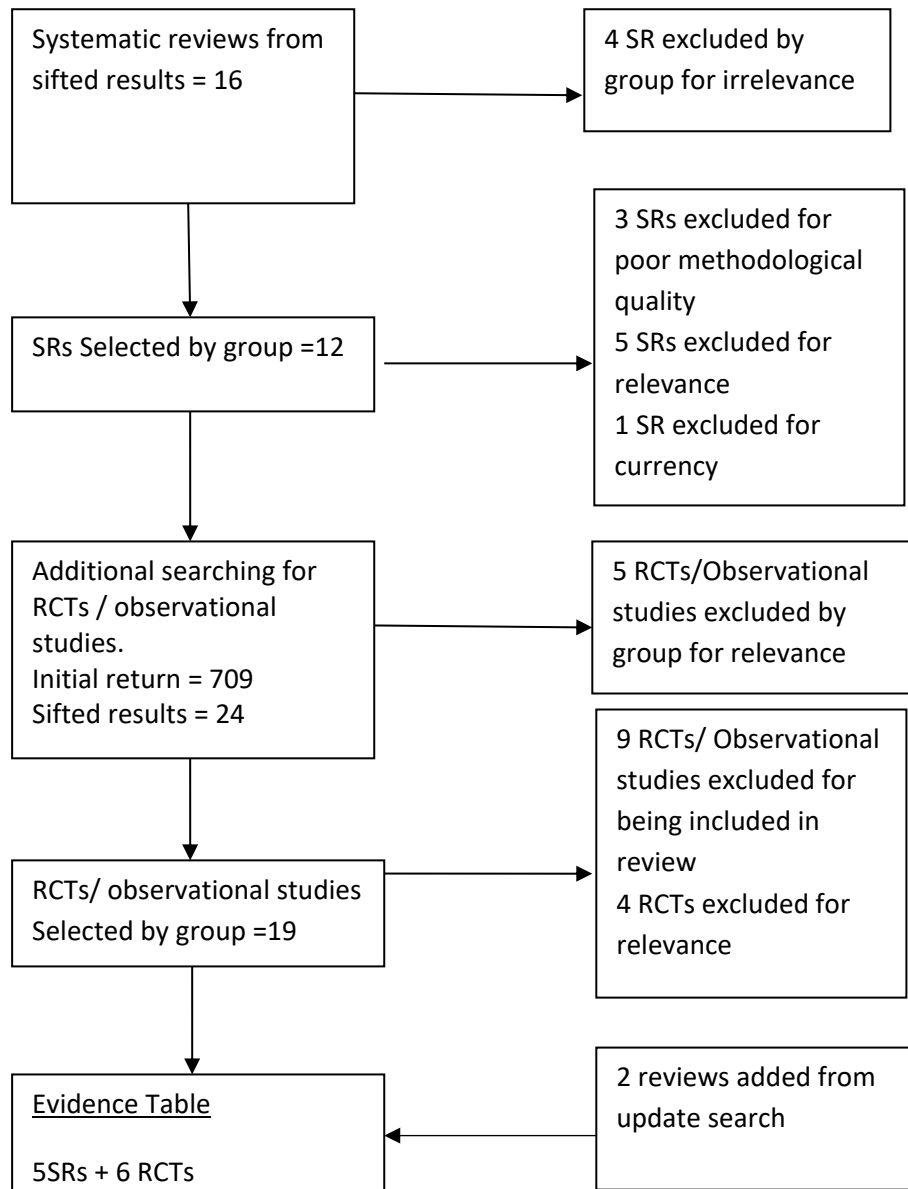 Systematic reviews from
sifted results = 16
4 SR excluded by
group for irrelevance
3 SRs excluded for
poor methodological
quality
5 SRs excluded for
relevance
1 SR excluded for
currency
SRs Selected by group =12
Additional searching for
RCTs / observational
studies.
Initial return = 709
Sifted results = 24
5 RCTs/Observational
studies excluded by
group for relevance
9 RCTs/ Observational
studies excluded for
being included in
review
4 RCTs excluded for
relevance
RCTs/ observational studies
Selected by group =19
2 reviews added from
update search
Evidence Table
5SRs + 6 RCTs